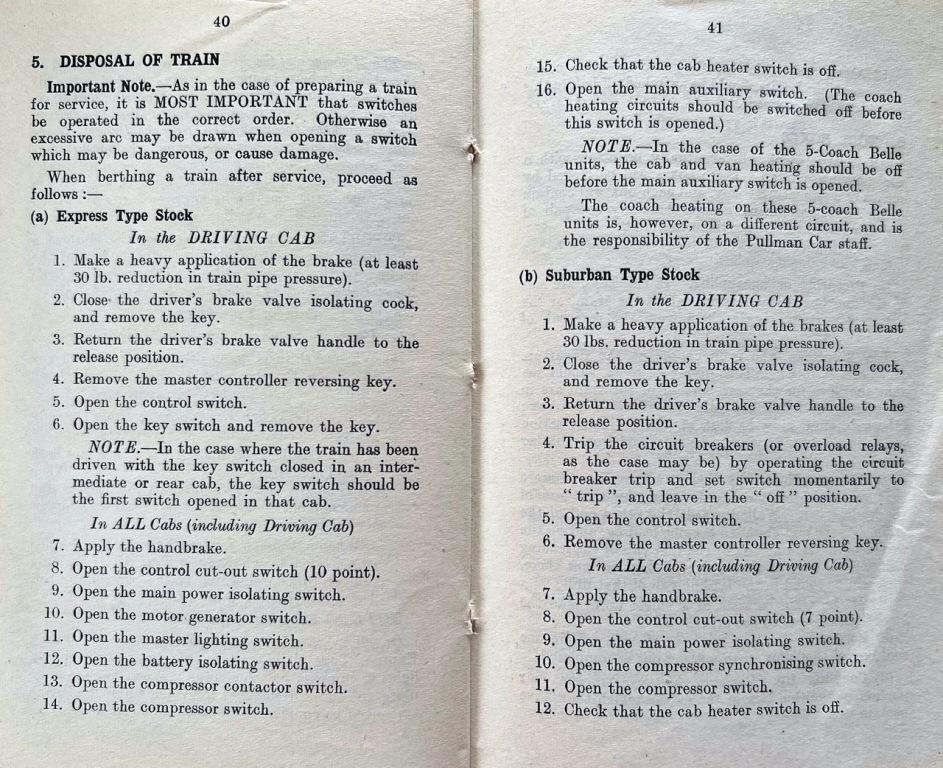 40
5. DISPOSAL OF TRAIN
Important Note.—As in the case of preparing a train
for service, it is MOST IMPORTANT that switches
be operated in the correct order. Otherwise an
excessive arc may be drawn when opening a switch
which may be dangerous, or cause damage.
When berthing a train after service, proceed as
follows :—
(a) Express Type Stock
In the DRIVING CAB
1. Make a heavy application of the brake (at least
30 lb. reduction in train pipe pressure).
2. Close the driver's brake valve isolating cock,
and remove the key.
3. Return the driver's brake valve handle to the
release position.
4. Remove the master controller reversing key.
5. Open the control switch.
6. Open the key switch and remove the key.
NOTE.—In the case where the train has been
driven with the key switch closed in an inter-
mediate or rear cab, the key switch should be
the first switch opened in that cab.
In ALL Cabs (including Driving Cab)
7. Apply the handbrake.
8. Open the control cut-out switch (10 point).
9. Open the main power isolating switch.
10. Open the motor generator switch.
11. Open the master lighting switch.
12. Open the battery isolating switch.
13. Open the compressor contactor switch.
14. Open the compressor switch.
41
15. Check that the cab heater switch is off.
16. Open the main auxiliary switch. (The coach
heating circuits should be switched off before
this switch is opened.)
NOTE.—In the case of the 5-Coach Belle
units, the cab and van heating should be off
before the main auxiliary switch is opened.
The coach heating on these 5-coach Belle
units is, however, on a different circuit, and is
the responsibility of the Pullman Car staff.
(b) Suburban Type Stock
In the DRIVING CAB
1. Make a heavy application of the brakes (at least
30 lbs. reduction in train pipe pressure).
2. Close the driver's brake valve isolating cock,
and remove the key.
3. Return the driver's brake valve handle to the
release position.
4. Trip the circuit breakers (or overload relays,
as the case may be) by operating the circuit
breaker trip and set switch momentarily to
" trip ", and leave in the " off " position.
5. Open the control switch.
6. Remove the master controller reversing key.
In ALL Cabs (including Driving Cab)
7. Apply the handbrake.
8. Open the control cut-out switch (7 point).
9. Open the main power isolating switch.
10. Open the compressor synchronising switch.
11. Open the compressor switch.
12. Check that the cab heater switch is off.